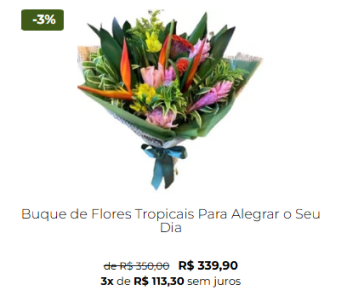 -3%
Buque de Flores Tropicais Para Alegrar o Seu
Dia
de R$ 350,00 R$ 339,90
3x de R$ 113,30 sem juros